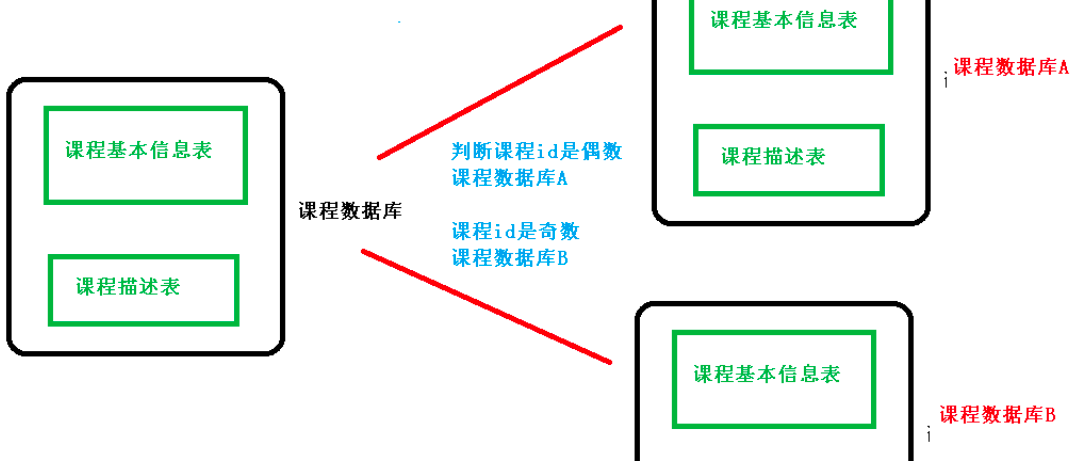 课程基本信息表
课程描述表
课程数据库
判断课程id是偶数
课程数据库A
课程id是奇数
课程数据库B
课程基本信息表
课程描述表
i
课程数据库A
课程基本信息表
i
课程数据库B